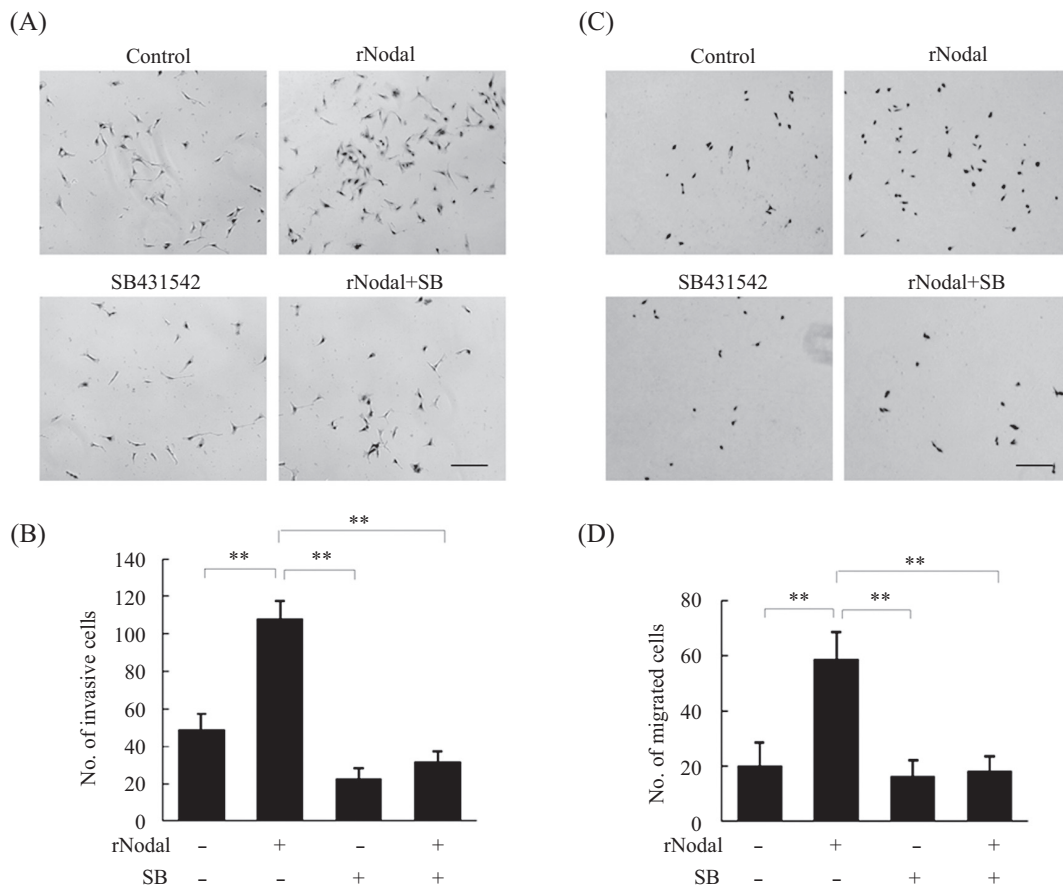 (A)
Control rNodal
SB431542 rNodal+SB
(B)
**
** **
140
120
100
80
60
40
20
0
No. of invasive cells
rNodal – + – +
SB – – + +
(C)
Control rNodal
SB431542 rNodal+SB
(D)
**
** **
80
60
40
20
0
No. of migrated cells
rNodal – + – +
SB – – + +